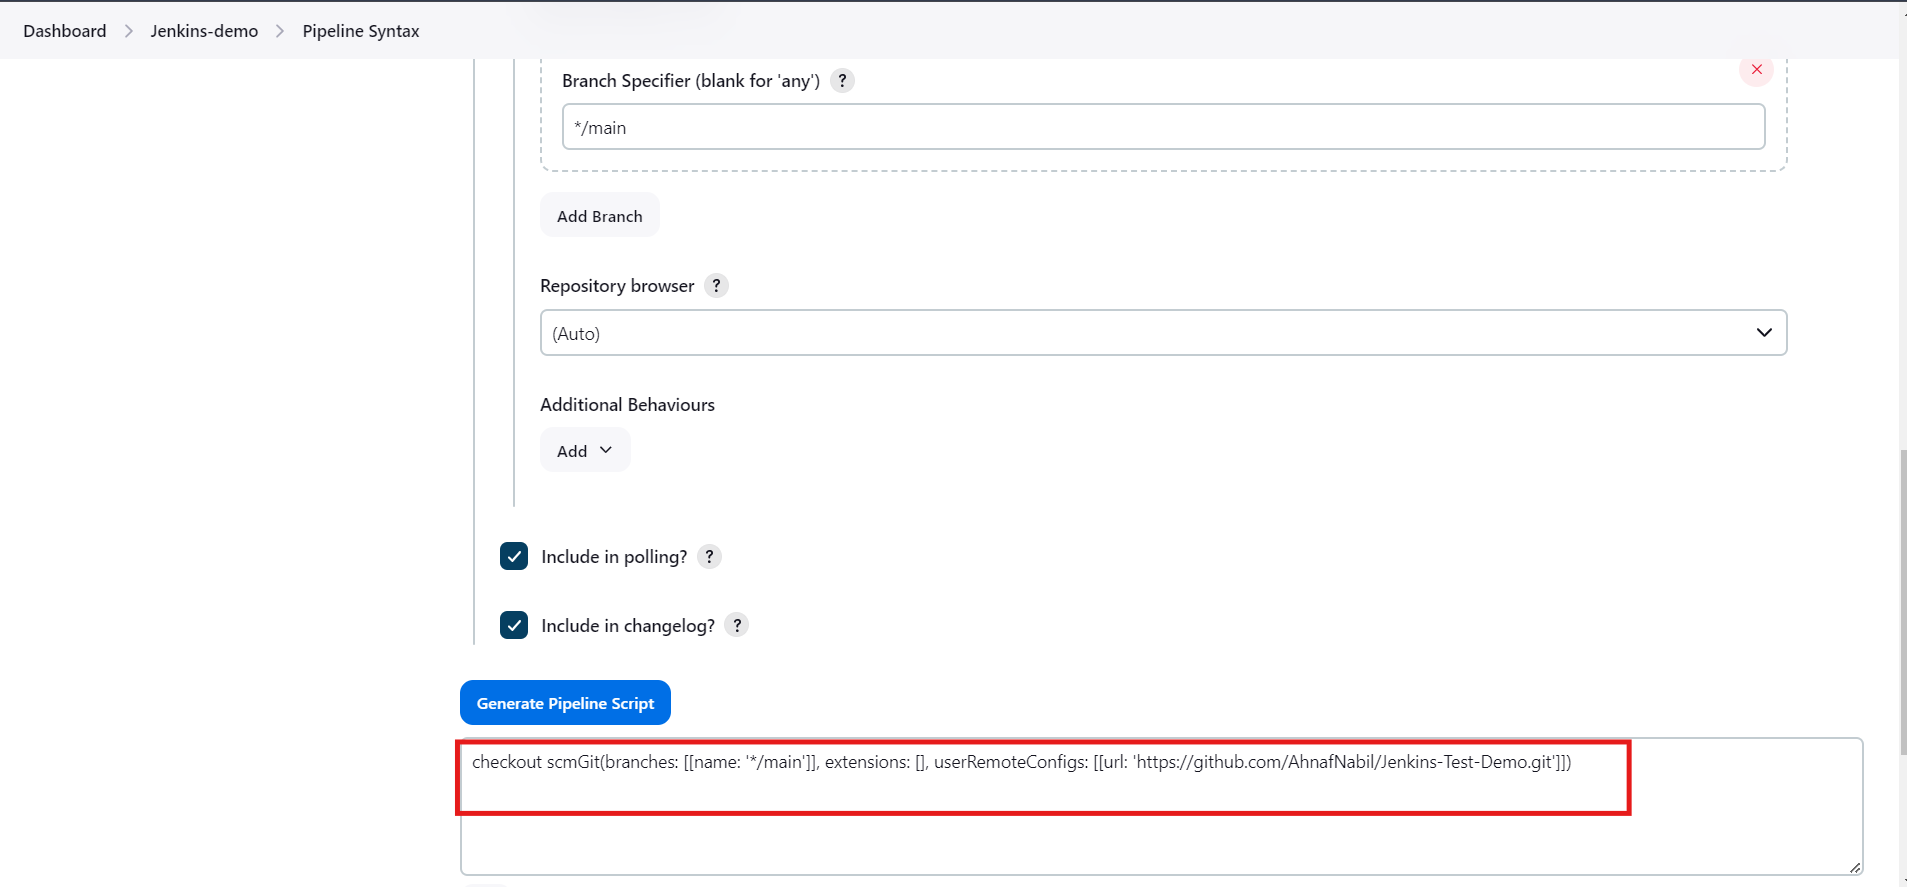 Dashboard > Jenkins-demo > Pipeline Syntax
Branch Specifier (blank for 'any') ?
*/main
Add Branch
Repository browser ?
(Auto)
Additional Behaviours
Add
Include in polling? ?
Include in changelog? ?
Generate Pipeline Script
checkout scmGit(branches: [[name: '*/main']], extensions: [], userRemoteConfigs: [[url: 'https://github.com/AhnafNabil/Jenkins-Test-Demo.git']])